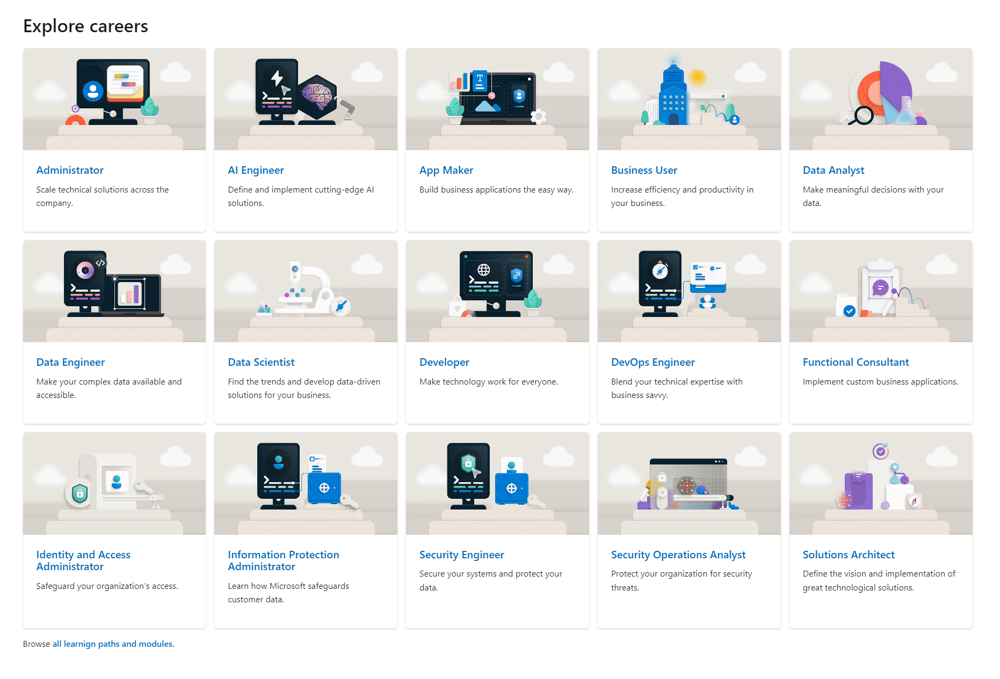 Explore careers
Administrator
Scale technical solutions across the
company.
AI Engineer
Define and implement cutting-edge AI
solutions.
T
App Maker
Build business applications the easy way.
Business User
Increase efficiency and productivity in
your business.
Data Analyst
Make meaningful decisions with your
data.
</>
Data Engineer
Make your complex data available and
accessible.
Data Scientist
Find the trends and develop data-driven
solutions for your business.
Developer
Make technology work for everyone.
DevOps Engineer
Blend your technical expertise with
business savvy.
Functional Consultant
Implement custom business applications.
Identity and Access
Administrator
Safeguard your organization's access.
Information Protection
Administrator
Learn how Microsoft safeguards
customer data.
Security Engineer
Secure your systems and protect your
data.
Security Operations Analyst
Protect your organization for security
threats.
Solutions Architect
Define the vision and implementation of
great technological solutions.
Browse all learnign paths and modules.